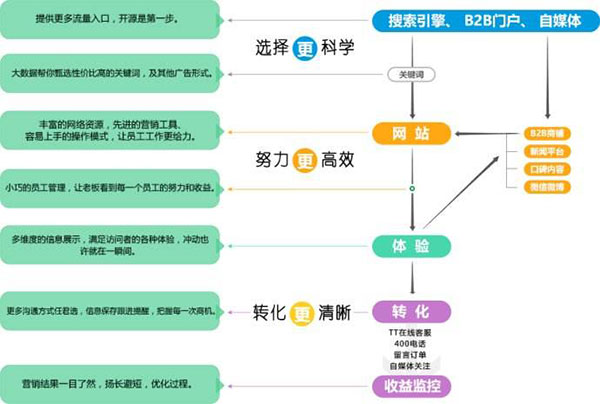 提供更多流量入口，开源是第一步。
搜索引擎、B2B门户、自媒体
选择更科学
大数据帮你甄选性价比高的关键词，及其他广告形式。
关键词
丰富的网络资源，先进的营销工具、
容易上手的操作模式，让员工工作更给力。
网站
B2B商铺
新闻平台
口碑内容
微信微博
努力更高效
小巧的员工管理，让老板看到每一个员工的努力和收益。
多维度的信息展示，满足访问者的各种体验，冲动也
许就在一瞬间。
体验
更多沟通方式任君选，信息保存跟进提醒，把握每一次商机。
转化更清晰
转化
TT在线客服
400电话
留言订单
自媒体关注
营销结果一目了然，扬长避短，优化过程。
收益监控